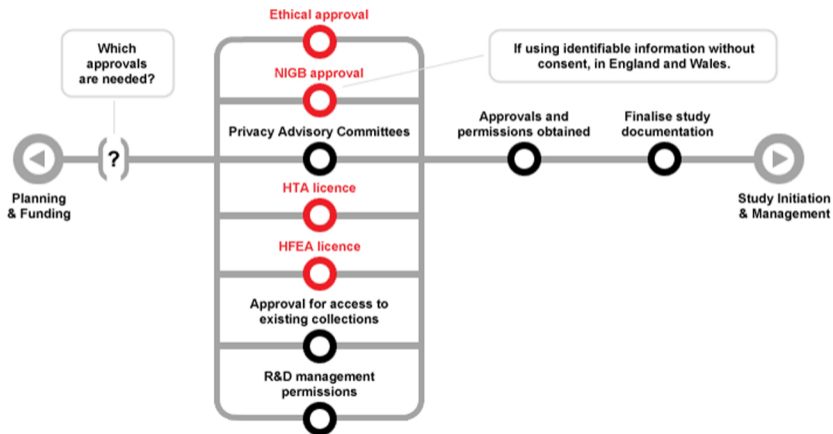 Ethical approval
Which
approvals
are needed?
If using identifiable information without
consent, in England and Wales.
NIGB approval
Privacy Advisory Committees
Approvals and
permissions obtained
Finalise study
documentation
?
Planning
& Funding
HTA licence
Study Initiation
& Management
HFEA licence
Approval for access to
existing collections
R&D management
permissions